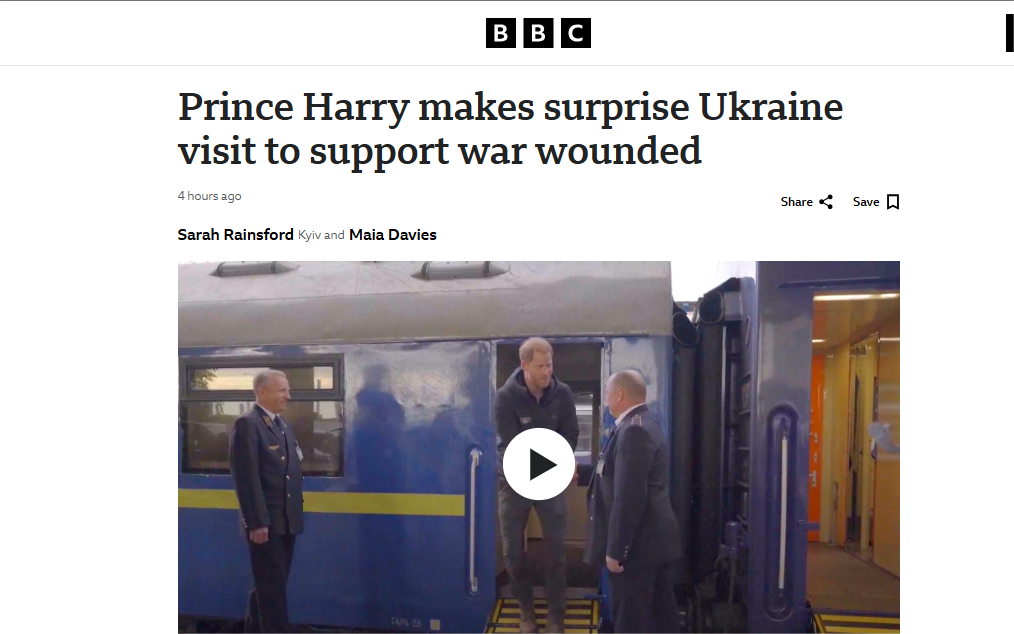 BBC
Prince Harry makes surprise Ukraine
visit to support war wounded
4 hours ago
Share
Save
Sarah Rainsford Kyiv and Maia Davies